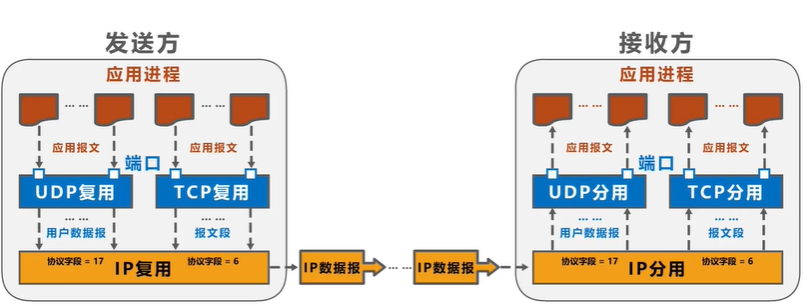 发送方
接收方
应用进程
应用进程
... ...
... ...
... ...
... ...
应用报文
应用报文
应用报文
应用报文
端口
端口
UDP复用
TCP复用
UDP分用
TCP分用
... ...
... ...
... ...
... ...
用户数据报
报文段
用户数据报
报文段
协议字段 = 17
IP复用
协议字段 = 6
IP数据报
... ...
IP数据报
协议字段 = 17
IP分用
协议字段 = 6